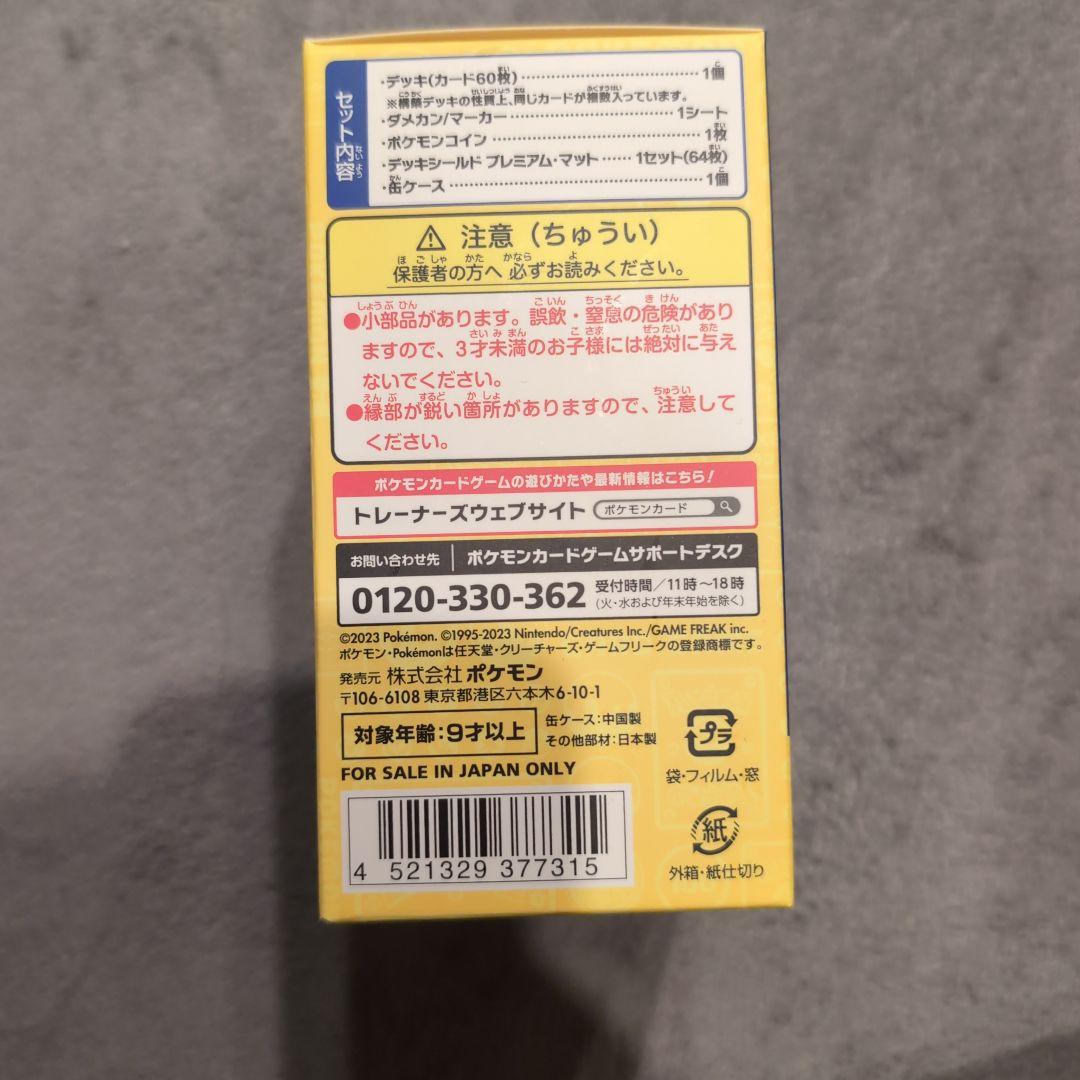 セット内容
・デッキ(カード60枚)……1個
※構築デッキの性質上、同じカードが複数入っています。
・ダメカン/マーカー……1シート
・ポケモンコイン……1枚
・デッキシールド プレミアム・マット……1セット(64枚)
・缶ケース……1個
⚠ 注意(ちゅうい)
保護者の方へ 必ずお読みください。
●小部品があります。誤飲・窒息の危険があり
ますので、3才未満のお子様には絶対に与え
ないでください。
●縁部が鋭い箇所がありますので、注意して
ください。
ポケモンカードゲームの遊びかたや最新情報はこちら!
トレーナーズウェブサイト ポケモンカード
お問い合わせ先 ポケモンカードゲームサポートデスク
0120-330-362 受付時間/11時~18時
(火・水および年末年始を除く)
©2023 Pokémon. ©1995-2023 Nintendo/Creatures Inc./GAME FREAK inc.
ポケモン・Pokémonは任天堂・クリーチャーズ・ゲームフリークの登録商標です。
発売元 株式会社ポケモン
〒106-6108 東京都港区六本木6-10-1
対象年齢:9才以上
缶ケース:中国製
その他部材:日本製
FOR SALE IN JAPAN ONLY
プラ
袋・フィルム・窓
紙
外箱・紙仕切り
4 521329 377315